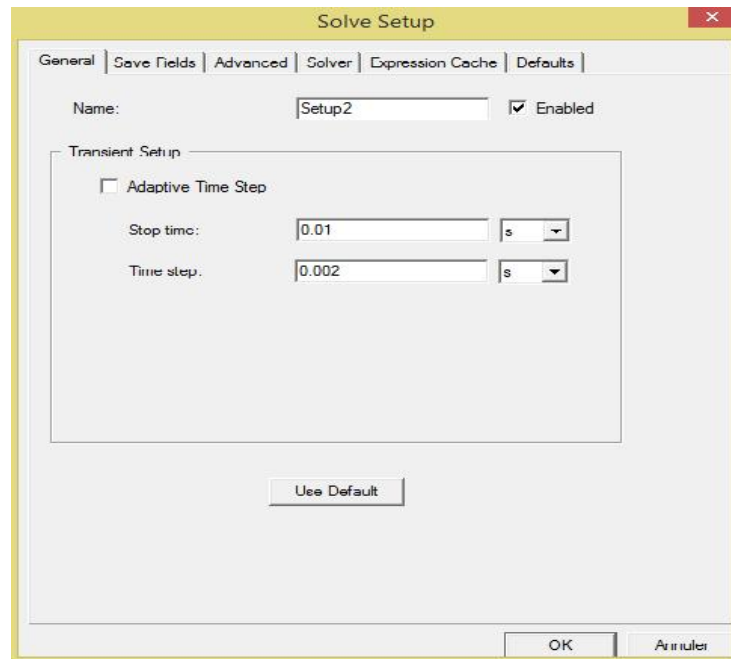 Solve Setup
General Save Fields Advanced Solver Expression Cache Defaults
Name: Setup2 Enabled
Transient Setup
Adaptive Time Step
Stop time: 0.01 s
Time step: 0.002 s
Use Default
OK Annuler